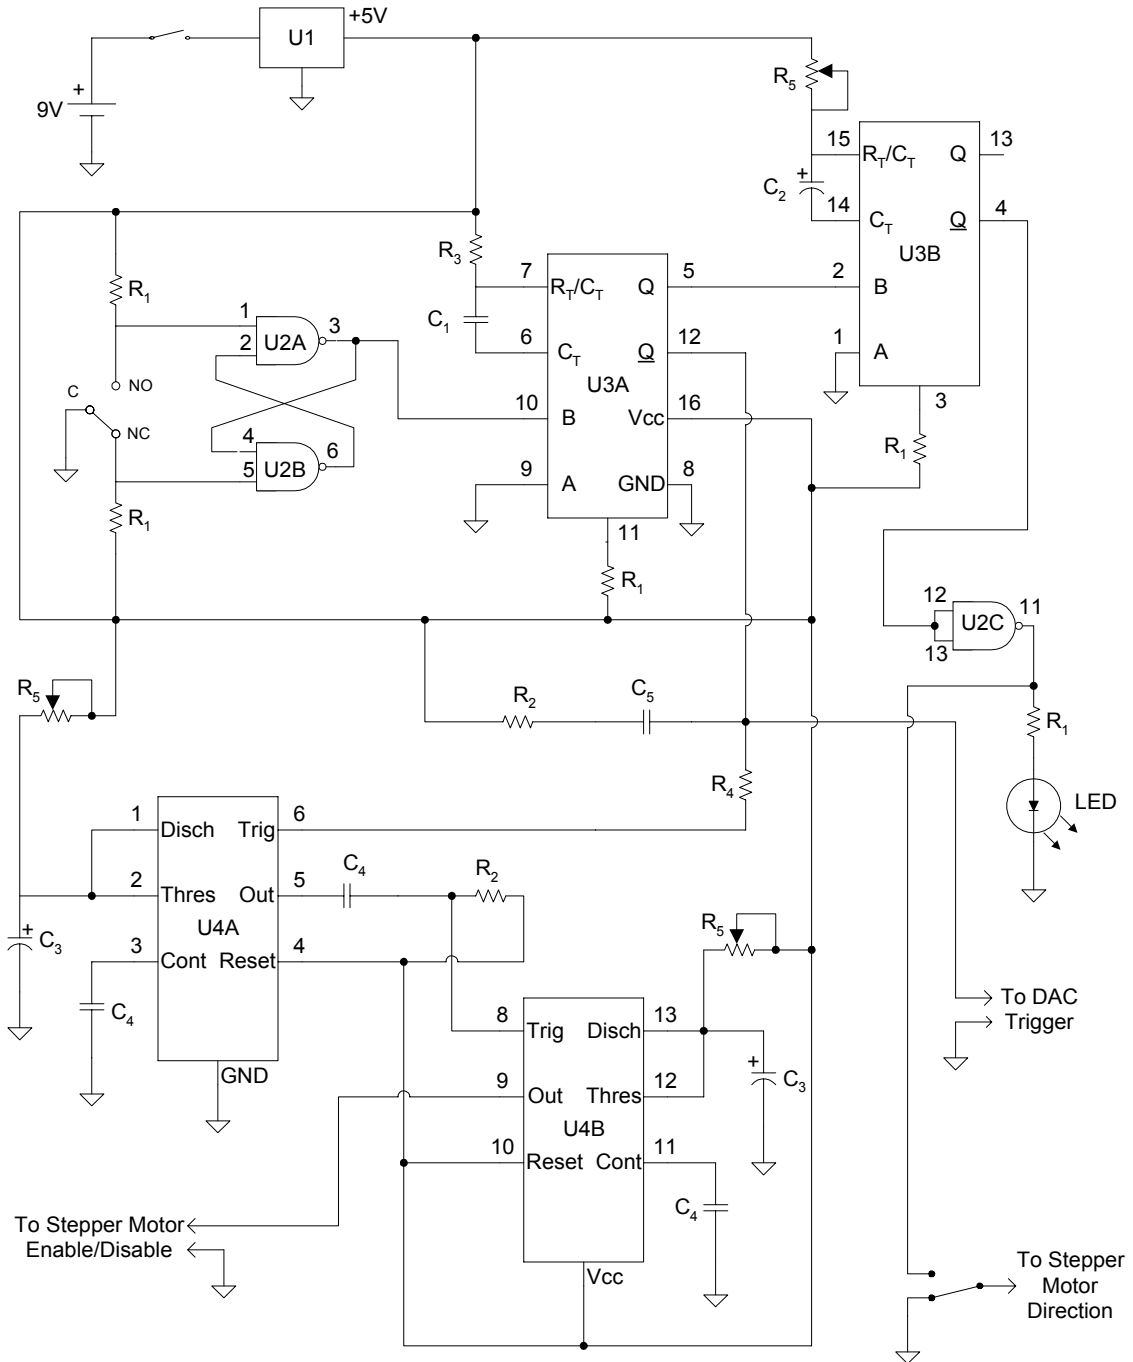 +5V
U1
9V
+
R5
15
RT/CT
Q
13
+
C2
14
CT
Q
4
U3B
2
B
1
A
3
R1
R3
7
RT/CT
Q
5
C1
6
CT
Q
12
U3A
10
B
Vcc
16
9
A
GND
8
11
R1
R1
1
2
U2A
3
NO
C
NC
4
5
U2B
6
R1
12
13
U2C
11
R1
LED
R5
R2
C5
R4
1
Disch
Trig
6
2
Thres
Out
5
U4A
3
Cont
Reset
4
GND
+
C3
C4
C4
R2
R5
8
Trig
Disch
13
9
Out
Thres
12
U4B
10
Reset
Cont
11
Vcc
+
C3
C4
To DAC
Trigger
To Stepper Motor
Enable/Disable
To Stepper
Motor
Direction